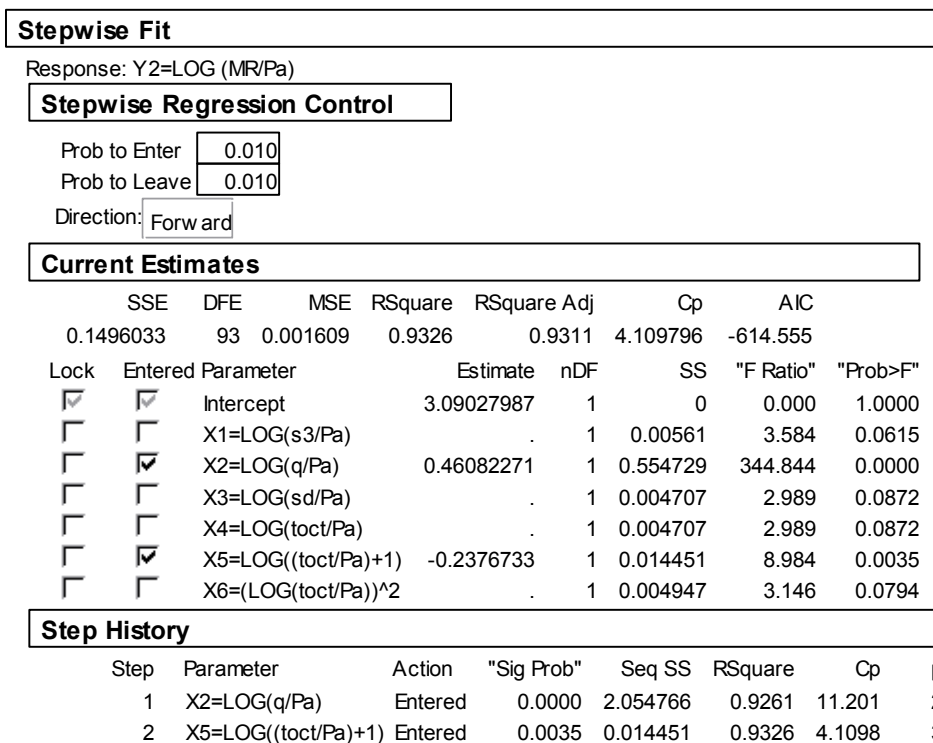 Stepwise Fit
Response: Y2=LOG (MR/Pa)
Stepwise Regression Control
Prob to Enter 0.010
Prob to Leave 0.010
Direction: Forward
Current Estimates
SSE DFE MSE RSquare RSquare Adj Cp AIC
0.1496033 93 0.001609 0.9326 0.9311 4.109796 -614.555
Lock Entered Parameter Estimate nDF SS "F Ratio" "Prob>F"
Intercept 3.09027987 1 0 0.000 1.0000
X1=LOG(s3/Pa) . 1 0.00561 3.584 0.0615
X2=LOG(q/Pa) 0.46082271 1 0.554729 344.844 0.0000
X3=LOG(sd/Pa) . 1 0.004707 2.989 0.0872
X4=LOG(toct/Pa) . 1 0.004707 2.989 0.0872
X5=LOG((toct/Pa)+1) -0.2376733 1 0.014451 8.984 0.0035
X6=(LOG(toct/Pa))^2 . 1 0.004947 3.146 0.0794
Step History
Step Parameter Action "Sig Prob" Seq SS RSquare Cp
1 X2=LOG(q/Pa) Entered 0.0000 2.054766 0.9261 11.201
2 X5=LOG((toct/Pa)+1) Entered 0.0035 0.014451 0.9326 4.1098